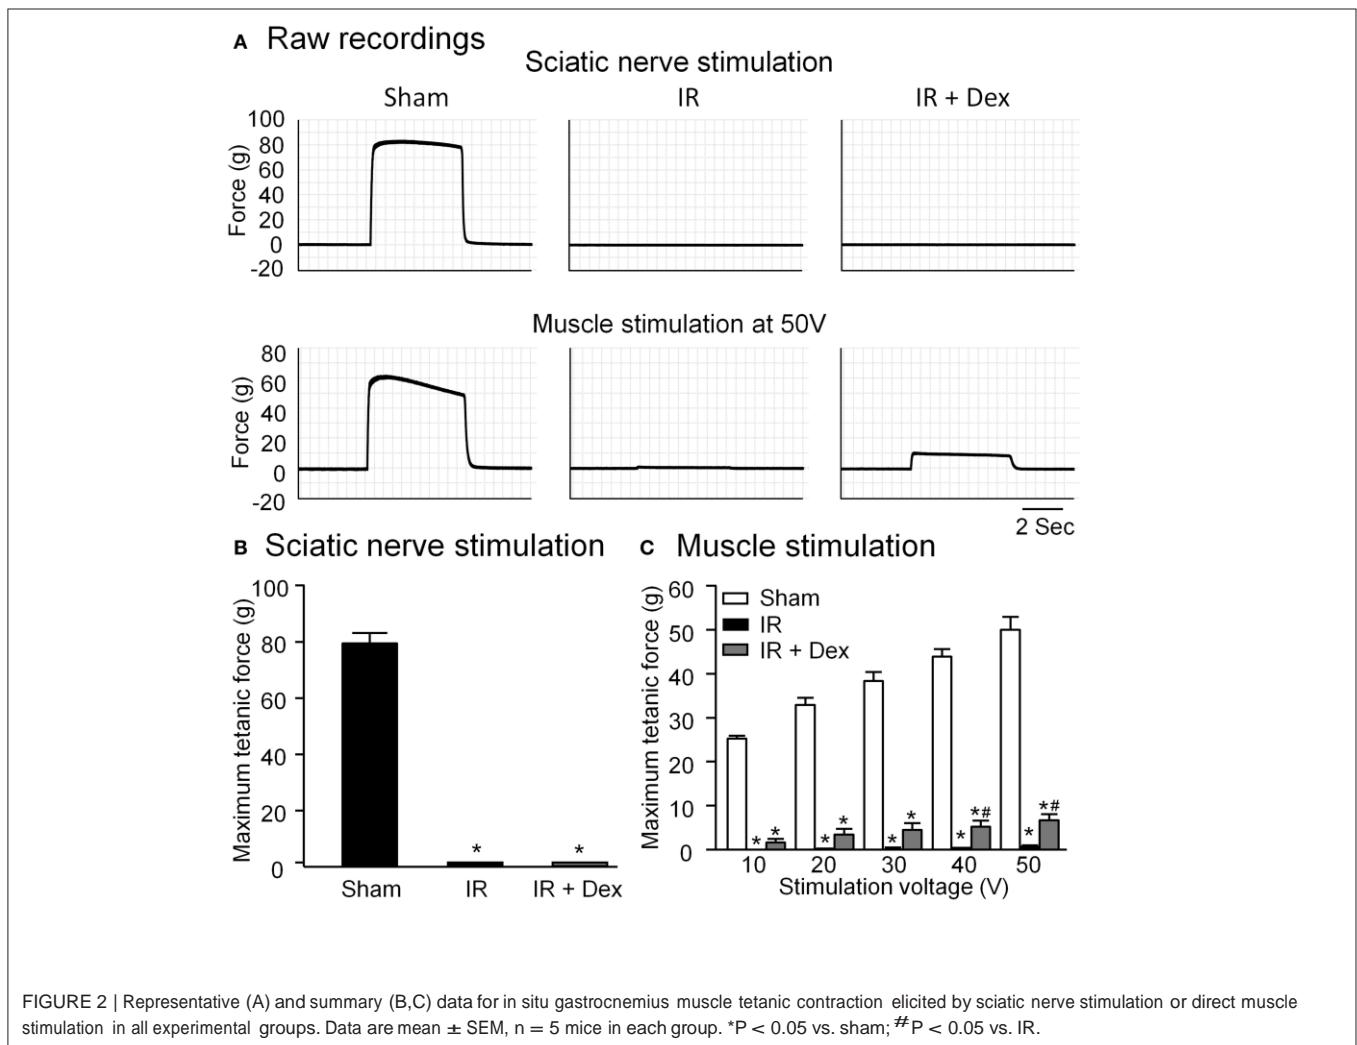 A Raw recordings
Sciatic nerve stimulation
Sham IR IR + Dex
100
80
60
40
20
0
-20
Force (g)
Muscle stimulation at 50V
80
60
40
20
0
-20
Force (g)
2 Sec
B Sciatic nerve stimulation
100
80
60
40
20
0
Maximum tetanic force (g)
* *
Sham IR IR + Dex
C Muscle stimulation
60
50
40
30
20
10
0
Maximum tetanic force (g)
Sham
IR
IR + Dex
* * * * * * * *# * *#
10 20 30 40 50
Stimulation voltage (V)
FIGURE 2 | Representative (A) and summary (B,C) data for in situ gastrocnemius muscle tetanic contraction elicited by sciatic nerve stimulation or direct muscle
stimulation in all experimental groups. Data are mean ± SEM, n = 5 mice in each group. *P < 0.05 vs. sham; #P < 0.05 vs. IR.